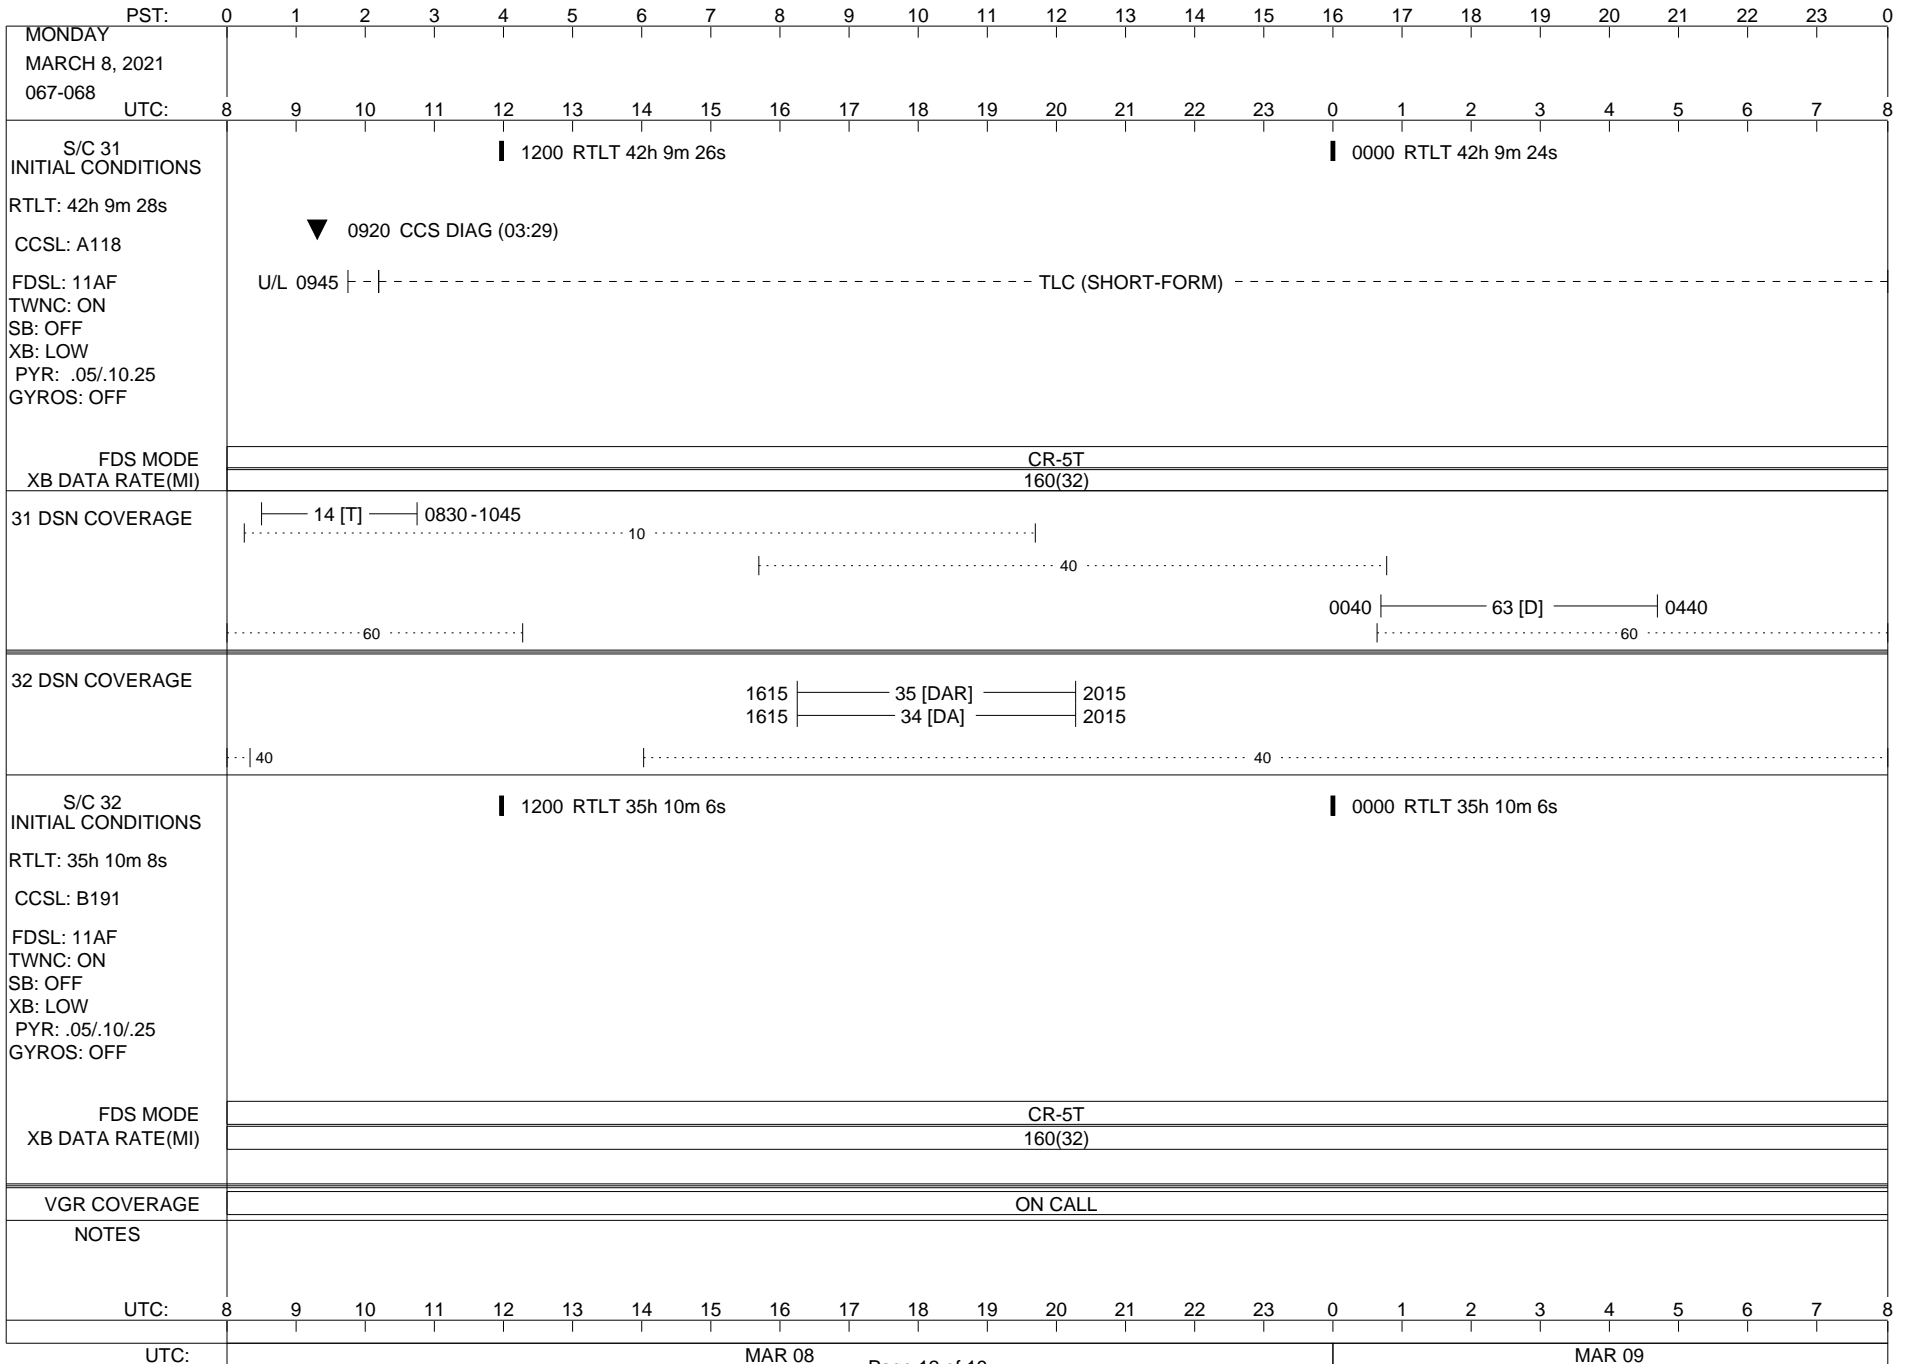 PST: 0 1 2 3 4 5 6 7 8 9 10 11 12 13 14 15 16 17 18 19 20 21 22 23 0
MONDAY
MARCH 8, 2021
067-068
UTC: 8 9 10 11 12 13 14 15 16 17 18 19 20 21 22 23 0 1 2 3 4 5 6 7 8
S/C 31
INITIAL CONDITIONS
1200 RTLT 42h 9m 26s
0000 RTLT 42h 9m 24s
RTLT: 42h 9m 28s
0920 CCS DIAG (03:29)
CCSL: A118
FDSL: 11AF
U/L 0945 TLC (SHORT-FORM)
TWNC: ON
SB: OFF
XB: LOW
PYR: .05/.10.25
GYROS: OFF
FDS MODE CR-5T
XB DATA RATE(MI) 160(32)
31 DSN COVERAGE
14 [T] 0830-1045
10
40
0040 63 [D] 0440
60 60
32 DSN COVERAGE
1615 35 [DAR] 2015
1615 34 [DA] 2015
40 40
S/C 32
INITIAL CONDITIONS
1200 RTLT 35h 10m 6s
0000 RTLT 35h 10m 6s
RTLT: 35h 10m 8s
CCSL: B191
FDSL: 11AF
TWNC: ON
SB: OFF
XB: LOW
PYR: .05/.10/.25
GYROS: OFF
FDS MODE CR-5T
XB DATA RATE(MI) 160(32)
VGR COVERAGE ON CALL
NOTES
UTC: 8 9 10 11 12 13 14 15 16 17 18 19 20 21 22 23 0 1 2 3 4 5 6 7 8
UTC: MAR 08 MAR 09